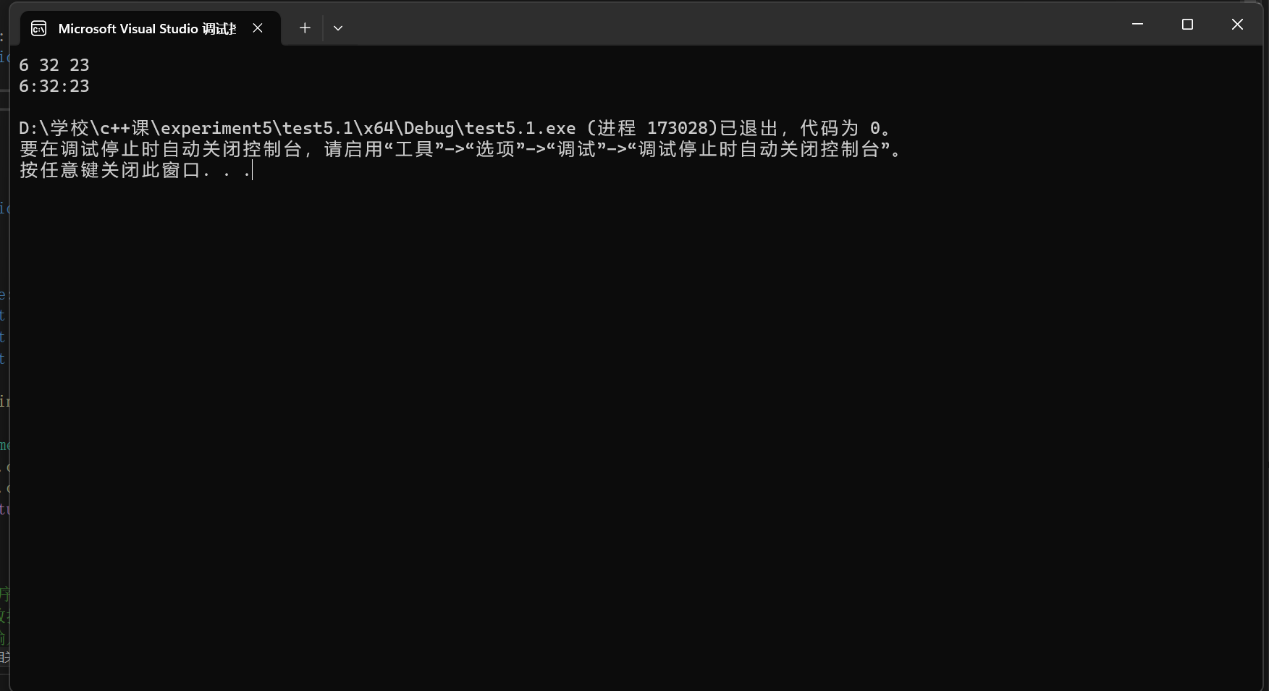 Microsoft Visual Studio 调试
6 32 23
6:32:23
D:\学校\c++课\experiment5\test5.1\x64\Debug\test5.1.exe (进程 173028)已退出，代码为 0。
要在调试停止时自动关闭控制台，请启用“工具”->“选项”->“调试”->“调试停止时自动关闭控制台”。
按任意键关闭此窗口. . .